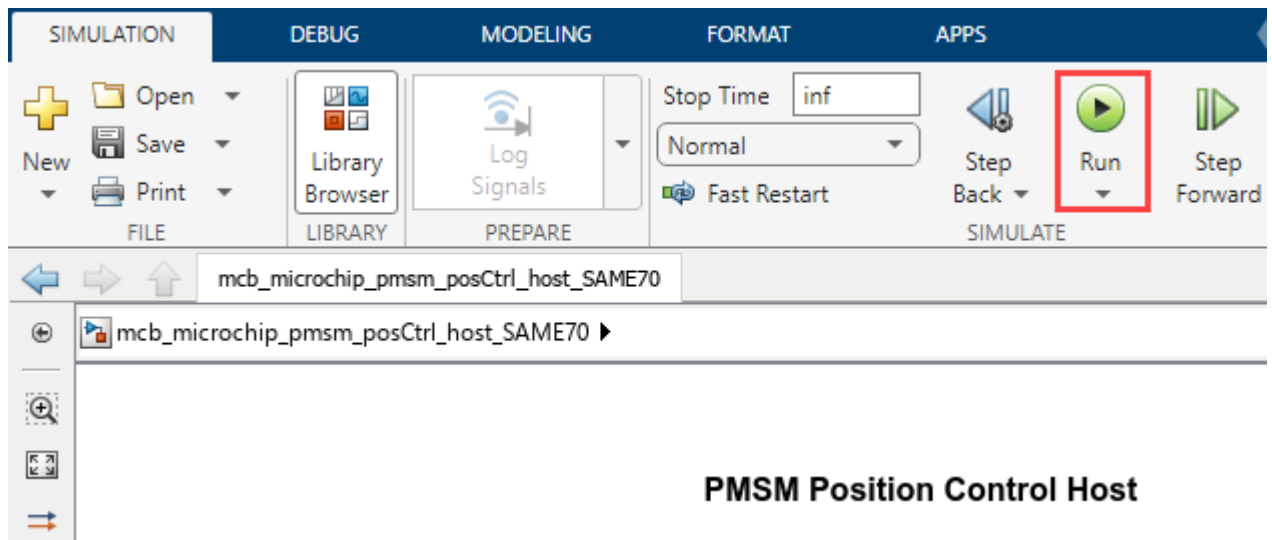 SIMULATION DEBUG MODELING FORMAT APPS
New
Open
Save
Print
FILE
Library
Browser
LIBRARY
Log
Signals
PREPARE
Stop Time inf
Normal
Fast Restart
Step
Back
Run
Step
Forward
SIMULATE
mcb_microchip_pmsm_posCtrl_host_SAME70
mcb_microchip_pmsm_posCtrl_host_SAME70
PMSM Position Control Host